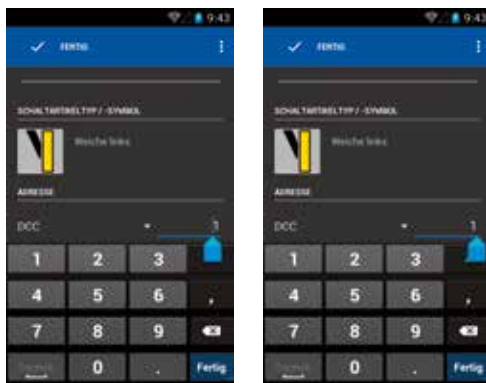 9:43
FERTIG
SCHALTARTIKELTYP / -SYMBOL
Weiche links
ADRESSE
DCC 1
1 2 3
4 5 6 ,
7 8 9
0 . Fertig
9:43
FERTIG
SCHALTARTIKELTYP / -SYMBOL
Weiche links
ADRESSE
DCC 1
1 2 3
4 5 6 ,
7 8 9
0 . Fertig